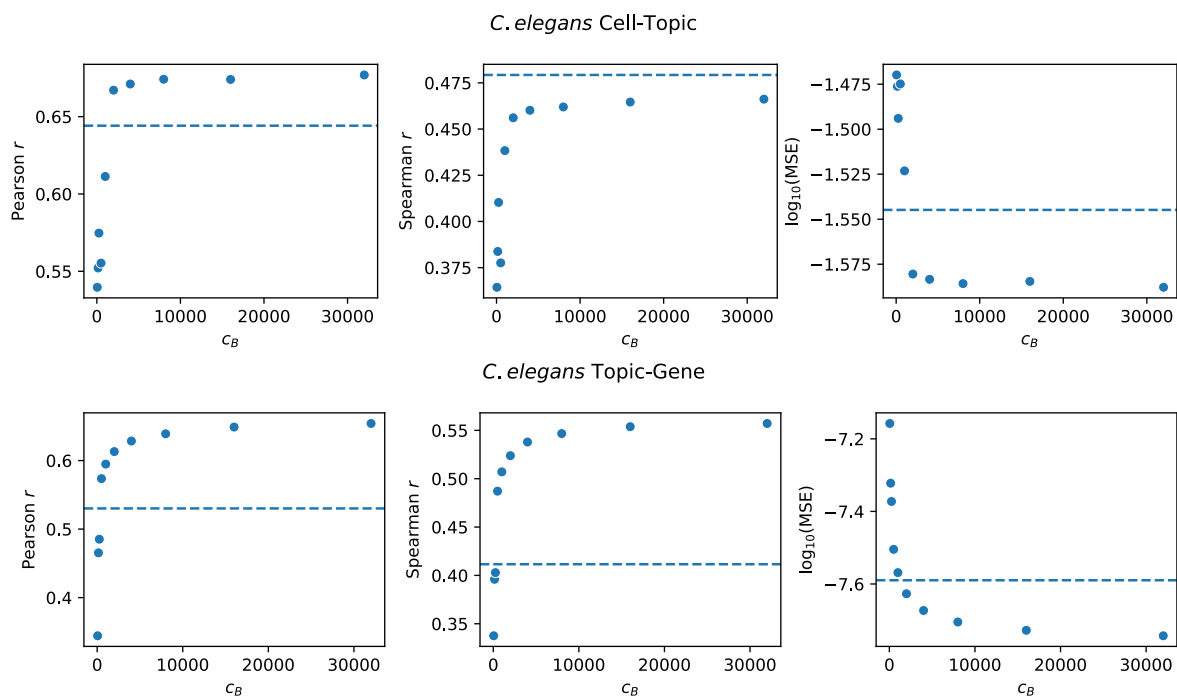 C. elegans Cell-Topic
Pearson r
0.65
0.60
0.55
0 10000 20000 30000
c_B
Spearman r
0.475
0.450
0.425
0.400
0.375
0 10000 20000 30000
c_B
log₁₀(MSE)
−1.475
−1.500
−1.525
−1.550
−1.575
0 10000 20000 30000
c_B
C. elegans Topic-Gene
Pearson r
0.6
0.5
0.4
0 10000 20000 30000
c_B
Spearman r
0.55
0.50
0.45
0.40
0.35
0 10000 20000 30000
c_B
log₁₀(MSE)
−7.2
−7.4
−7.6
0 10000 20000 30000
c_B